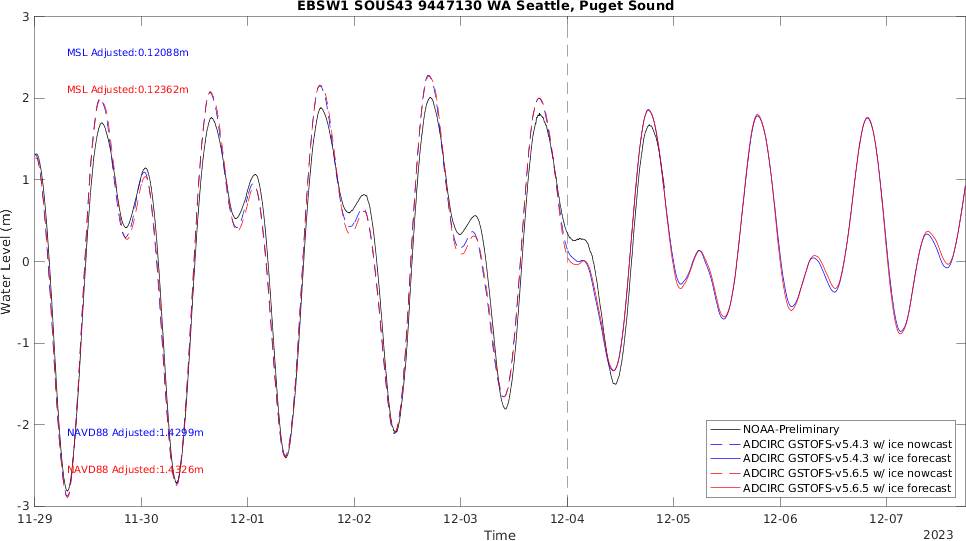 EBSW1 SOUS43 9447130 WA Seattle, Puget Sound
3
MSL Adjusted:0.12088m
MSL Adjusted:0.12362m
2
1
0
-1
-2
-3
Water Level (m)
NAVD88 Adjusted:1.4299m
NAVD88 Adjusted:1.4326m
NOAA-Preliminary
ADCIRC GSTOFS-v5.4.3 w/ ice nowcast
ADCIRC GSTOFS-v5.4.3 w/ ice forecast
ADCIRC GSTOFS-v5.6.5 w/ ice nowcast
ADCIRC GSTOFS-v5.6.5 w/ ice forecast
11-29 11-30 12-01 12-02 12-03 12-04 12-05 12-06 12-07
Time
2023